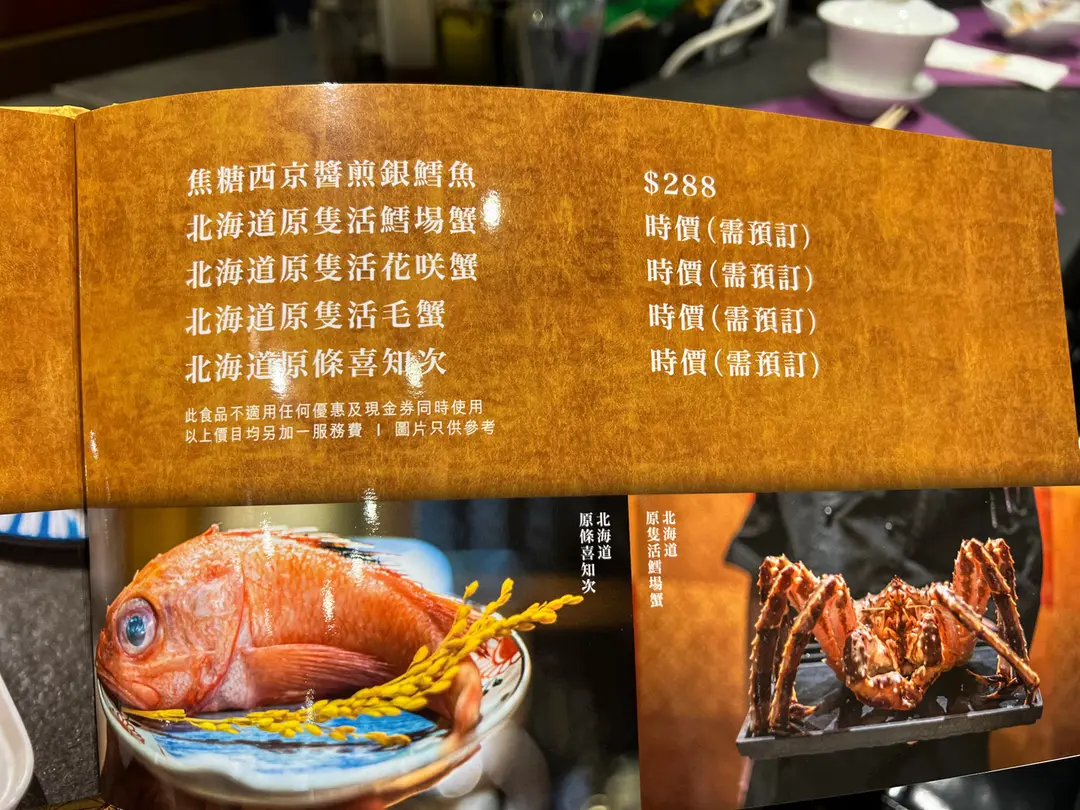 焦糖西京醬煎銀鱈魚 $288
北海道原隻活鱈場蟹 時價(需預訂)
北海道原隻活花咲蟹 時價(需預訂)
北海道原隻活毛蟹 時價(需預訂)
北海道原條喜知次 時價(需預訂)
此食品不適用任何優惠及現金券同時使用
以上價目均另加一服務費 | 圖片只供參考
北海道
原條喜知次
北海道
原隻活鱈場蟹